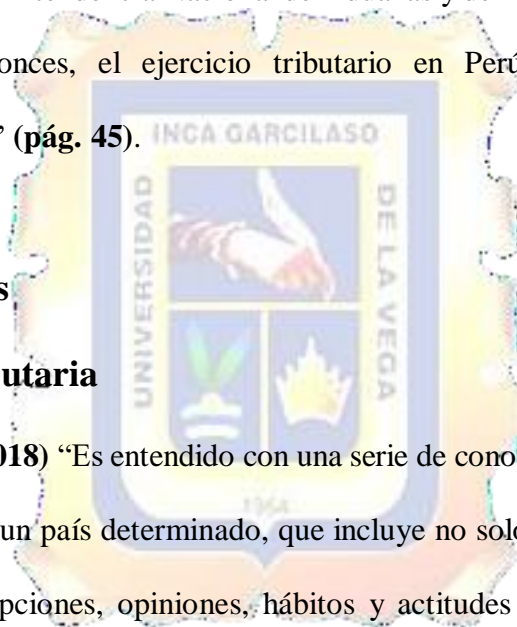 onces, el ejercicio tributario en Perú
” (pág. 45).
INCA GARCILASO
UNIVERSIDAD
DE LA VEGA
s
utaria
018) “Es entendido con una serie de cono
1964
un país determinado, que incluye no solo
pciones, opiniones, hábitos y actitudes